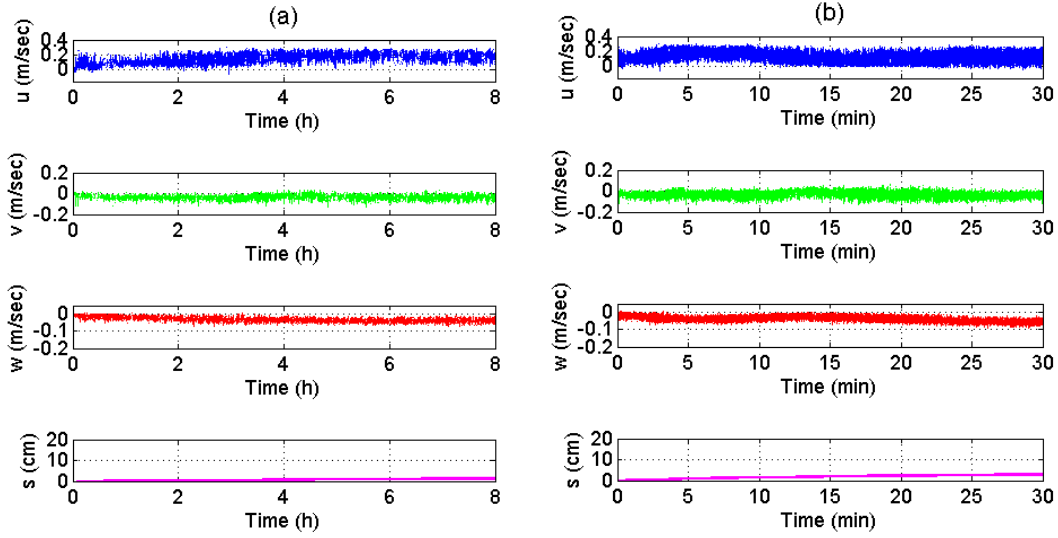 (a)
u (m/sec)
0.4
0.2
0
0 2 4 6 8
Time (h)
v (m/sec)
0.2
0
-0.2
0 2 4 6 8
Time (h)
w (m/sec)
0
-0.1
-0.2
0 2 4 6 8
Time (h)
s (cm)
20
10
0
0 2 4 6 8
Time (h)
(b)
u (m/sec)
0.4
0.2
0
0 5 10 15 20 25 30
Time (min)
v (m/sec)
0.2
0
-0.2
0 5 10 15 20 25 30
Time (min)
w (m/sec)
0
-0.1
-0.2
0 5 10 15 20 25 30
Time (min)
s (cm)
20
10
0
0 5 10 15 20 25 30
Time (min)